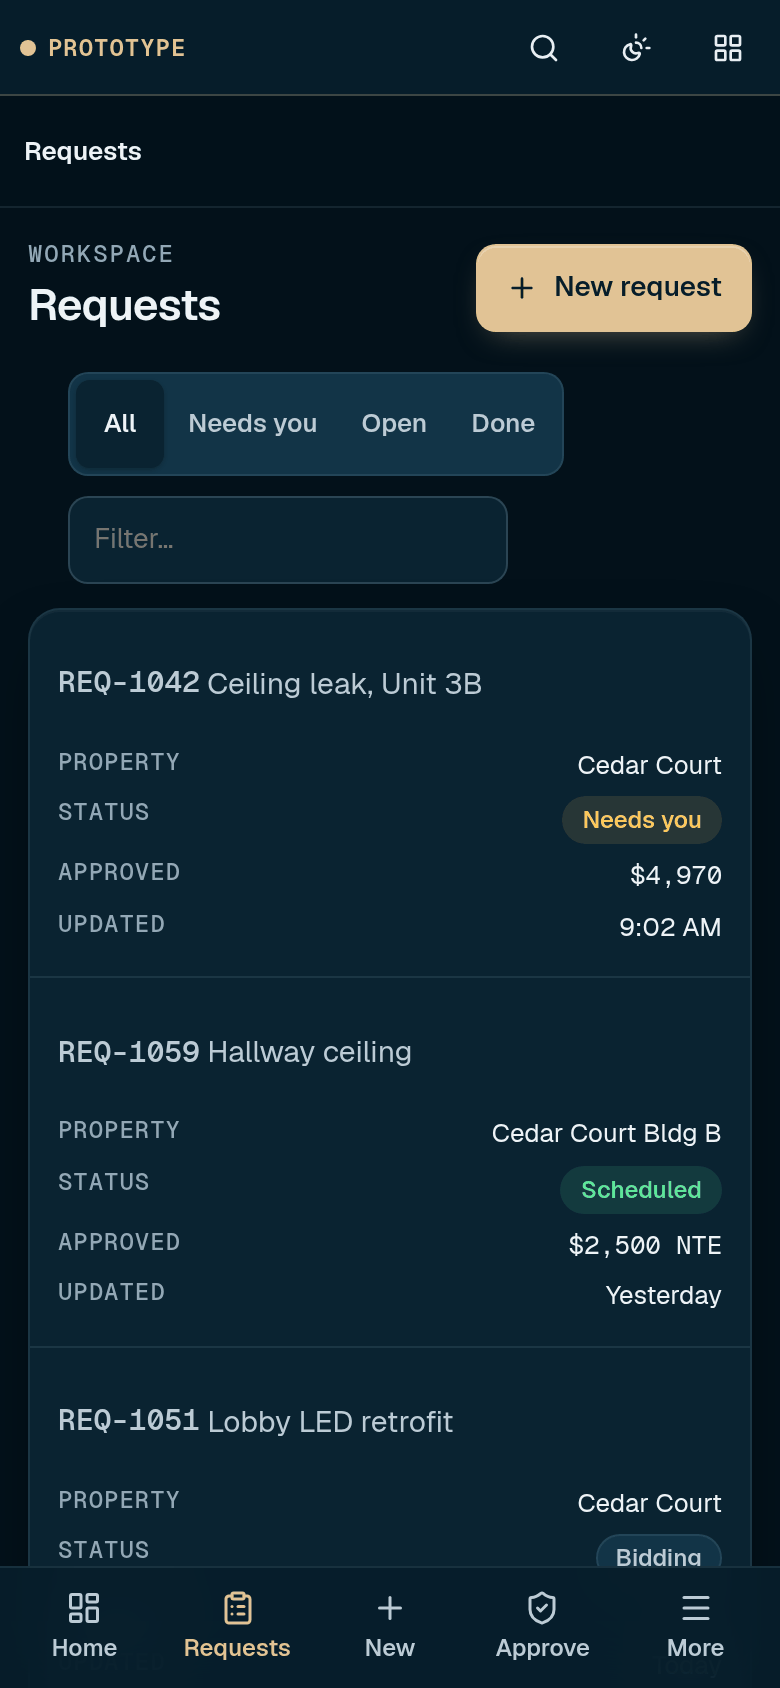 PROTOTYPE
Requests
WORKSPACE
Requests
New request
All Needs you Open Done
Filter...
REQ-1042 Ceiling leak, Unit 3B
PROPERTY Cedar Court
STATUS Needs you
APPROVED $4,970
UPDATED 9:02 AM
REQ-1059 Hallway ceiling
PROPERTY Cedar Court Bldg B
STATUS Scheduled
APPROVED $2,500 NTE
UPDATED Yesterday
REQ-1051 Lobby LED retrofit
PROPERTY Cedar Court
STATUS Bidding
Home Requests New Approve More